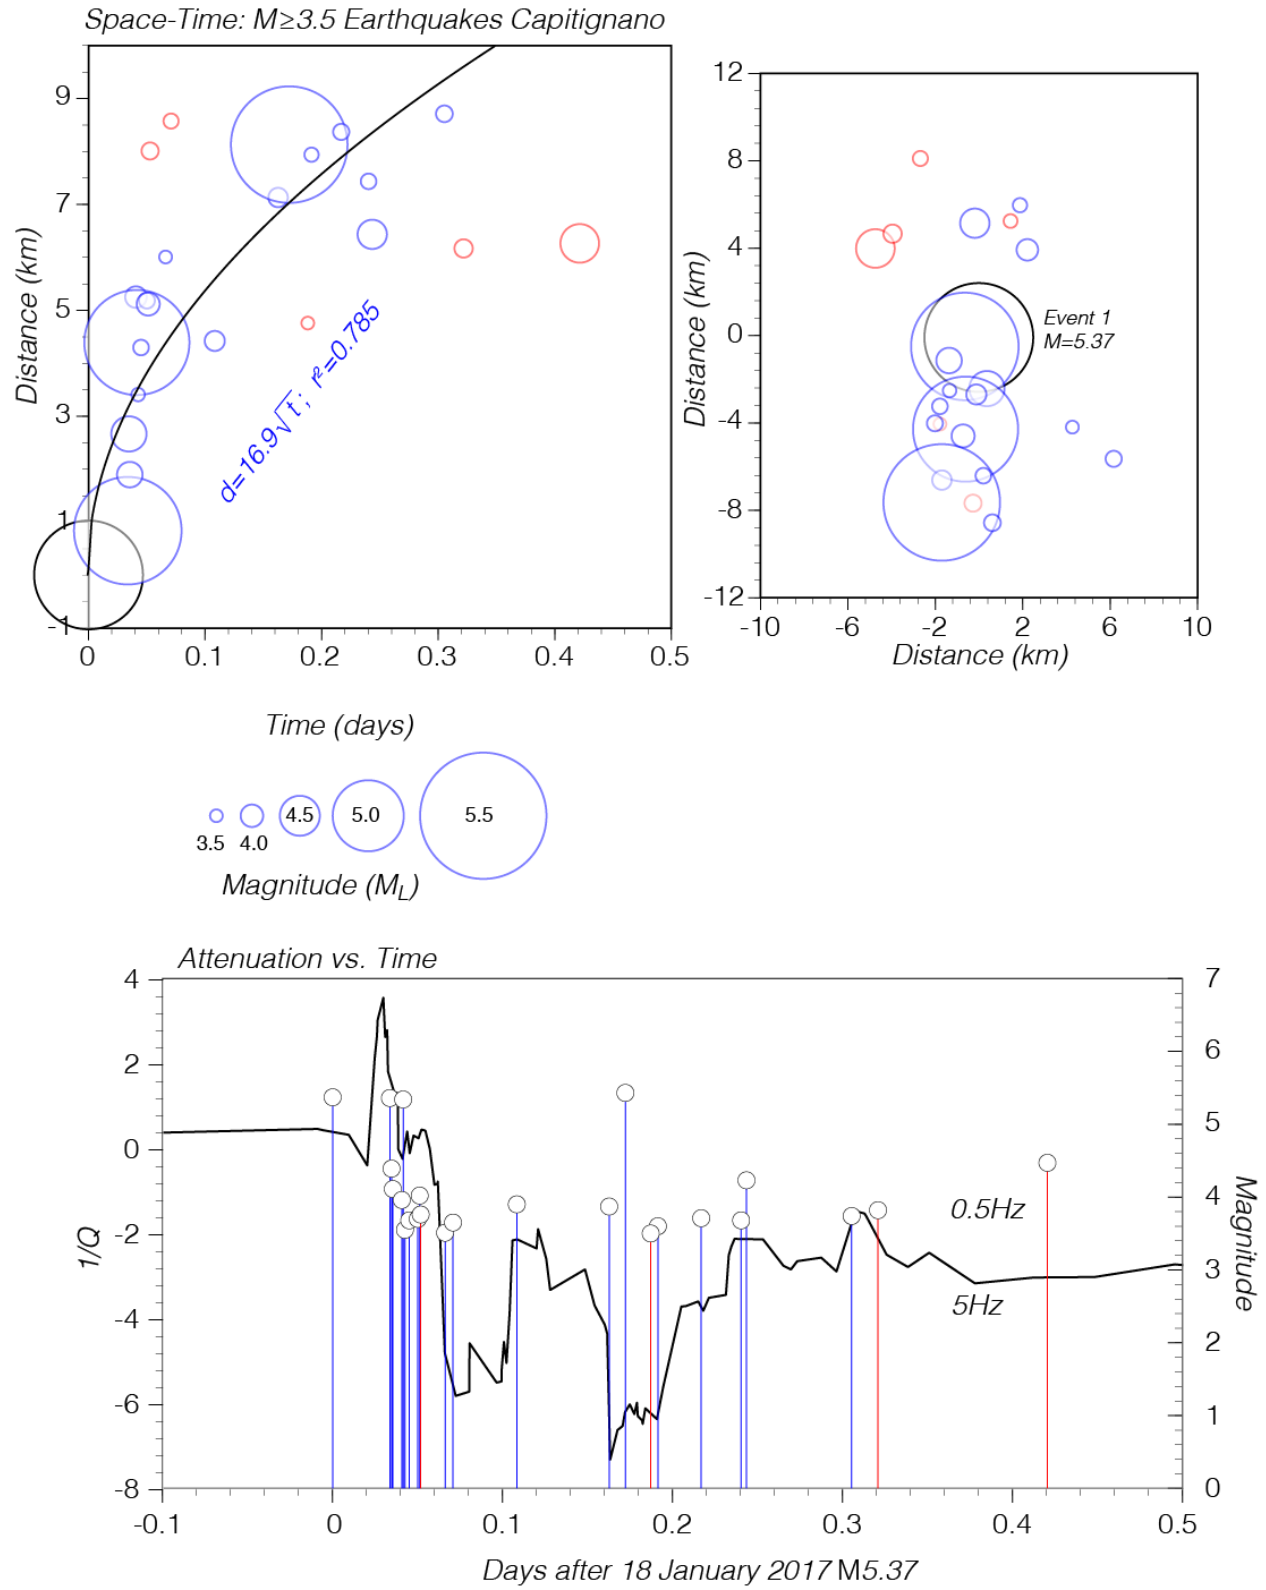 Space-Time: M≥3.5 Earthquakes Capitignano
9
7
5
3
1
-1
Distance (km)
0 0.1 0.2 0.3 0.4 0.5
Time (days)
d=16.9√t; r²=0.785
12
8
4
0
-4
-8
-12
Distance (km)
-10 -6 -2 2 6 10
Distance (km)
Event 1
M=5.37
4.5 5.0 5.5
3.5 4.0
Magnitude (ML)
Attenuation vs. Time
4
2
0
-2
-4
-6
-8
1/Q
7
6
5
4
3
2
1
0
Magnitude
0.5Hz
5Hz
-0.1 0 0.1 0.2 0.3 0.4 0.5
Days after 18 January 2017 M5.37